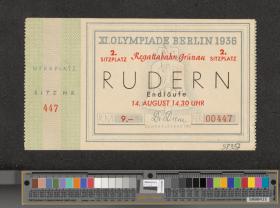 XI. OLYMPIADE BERLIN 1936
2. SITZPLATZ
Regattabahn Grünau
2. SITZPLATZ
RUDERN
Endläufe
14. AUGUST 14.30 UHR
9.–
00447
SITZ NR.
447